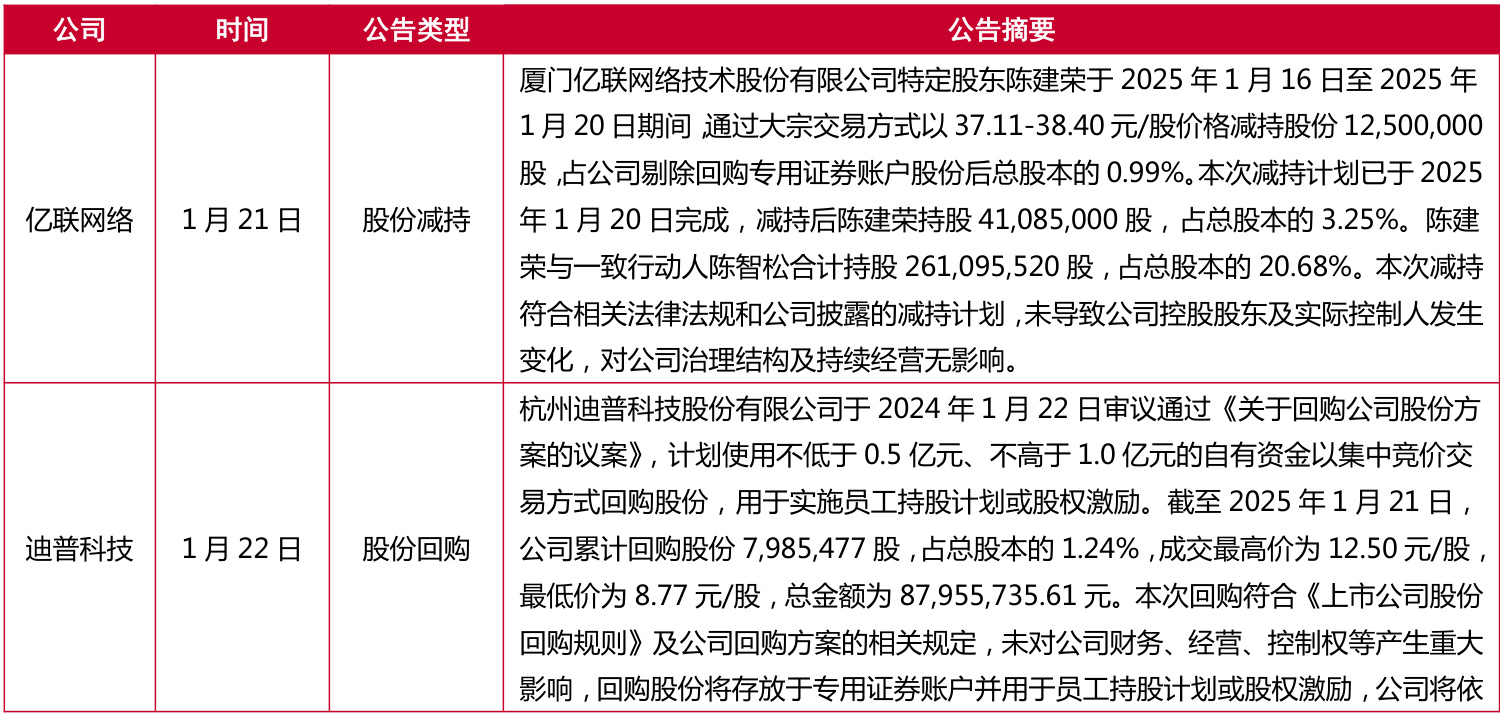 公司 时间 公告类型 公告摘要
厦门亿联网络技术股份有限公司特定股东陈建荣于 2025 年 1 月 16 日至 2025 年
1 月 20 日期间，通过大宗交易方式以 37.11-38.40 元/股价格减持股份 12,500,000
股，占公司剔除回购专用证券账户股份后总股本的 0.99%。本次减持计划已于 2025
亿联网络 1 月 21 日 股份减持 年 1 月 20 日完成，减持后陈建荣持股 41,085,000 股，占总股本的 3.25%。陈建
荣与一致行动人陈智松合计持股 261,095,520 股，占总股本的 20.68%。本次减持
符合相关法律法规和公司披露的减持计划，未导致公司控股股东及实际控制人发生
变化，对公司治理结构及持续经营无影响。
杭州迪普科技股份有限公司于 2024 年 1 月 22 日审议通过《关于回购公司股份方
案的议案》，计划使用不低于 0.5 亿元、不高于 1.0 亿元的自有资金以集中竞价交
易方式回购股份，用于实施员工持股计划或股权激励。截至 2025 年 1 月 21 日，
迪普科技 1 月 22 日 股份回购 公司累计回购股份 7,985,477 股，占总股本的 1.24%，成交最高价为 12.50 元/股，
最低价为 8.77 元/股，总金额为 87,955,735.61 元。本次回购符合《上市公司股份
回购规则》及公司回购方案的相关规定，未对公司财务、经营、控制权等产生重大
影响，回购股份将存放于专用证券账户并用于员工持股计划或股权激励，公司将依